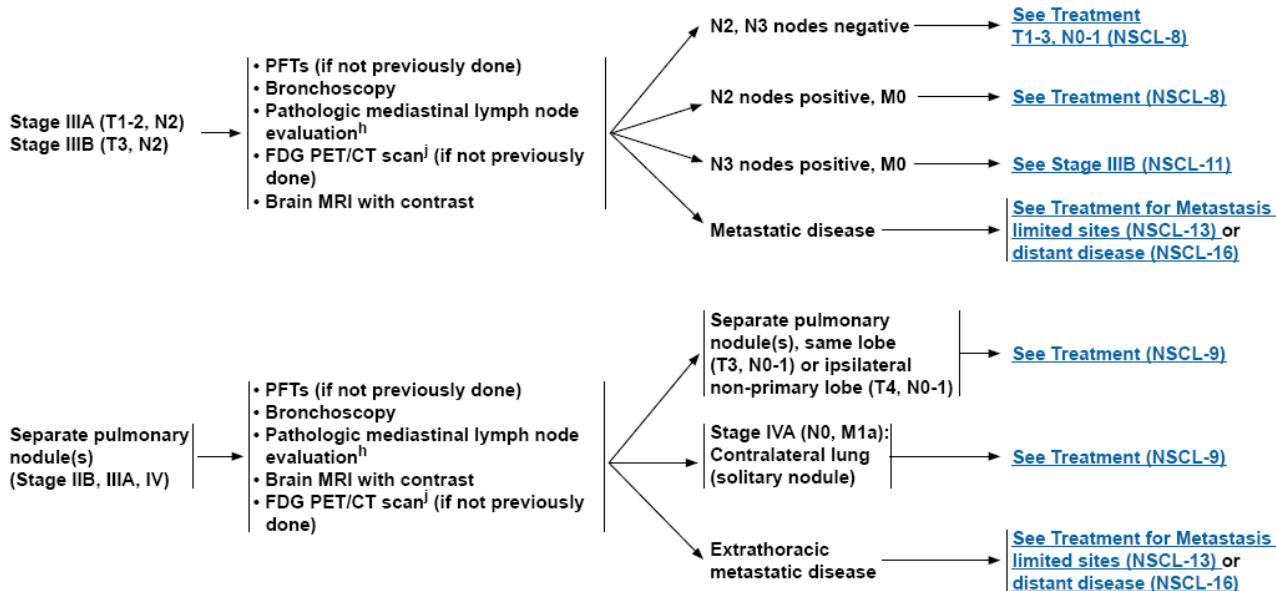 Stage IIIA (T1-2, N2)
Stage IIIB (T3, N2)
• PFTs (if not previously done)
• Bronchoscopy
• Pathologic mediastinal lymph node
evaluationʰ
• FDG PET/CT scanʲ (if not previously
done)
• Brain MRI with contrast
N2, N3 nodes negative
See Treatment
T1-3, N0-1 (NSCL-8)
N2 nodes positive, M0
See Treatment (NSCL-8)
N3 nodes positive, M0
See Stage IIIB (NSCL-11)
Metastatic disease
See Treatment for Metastasis
limited sites (NSCL-13) or
distant disease (NSCL-16)
Separate pulmonary
nodule(s)
(Stage IIB, IIIA, IV)
• PFTs (if not previously done)
• Bronchoscopy
• Pathologic mediastinal lymph node
evaluationʰ
• Brain MRI with contrast
• FDG PET/CT scanʲ (if not previously
done)
Separate pulmonary
nodule(s), same lobe
(T3, N0-1) or ipsilateral
non-primary lobe (T4, N0-1)
See Treatment (NSCL-9)
Stage IVA (N0, M1a):
Contralateral lung
(solitary nodule)
See Treatment (NSCL-9)
Extrathoracic
metastatic disease
See Treatment for Metastasis
limited sites (NSCL-13) or
distant disease (NSCL-16)